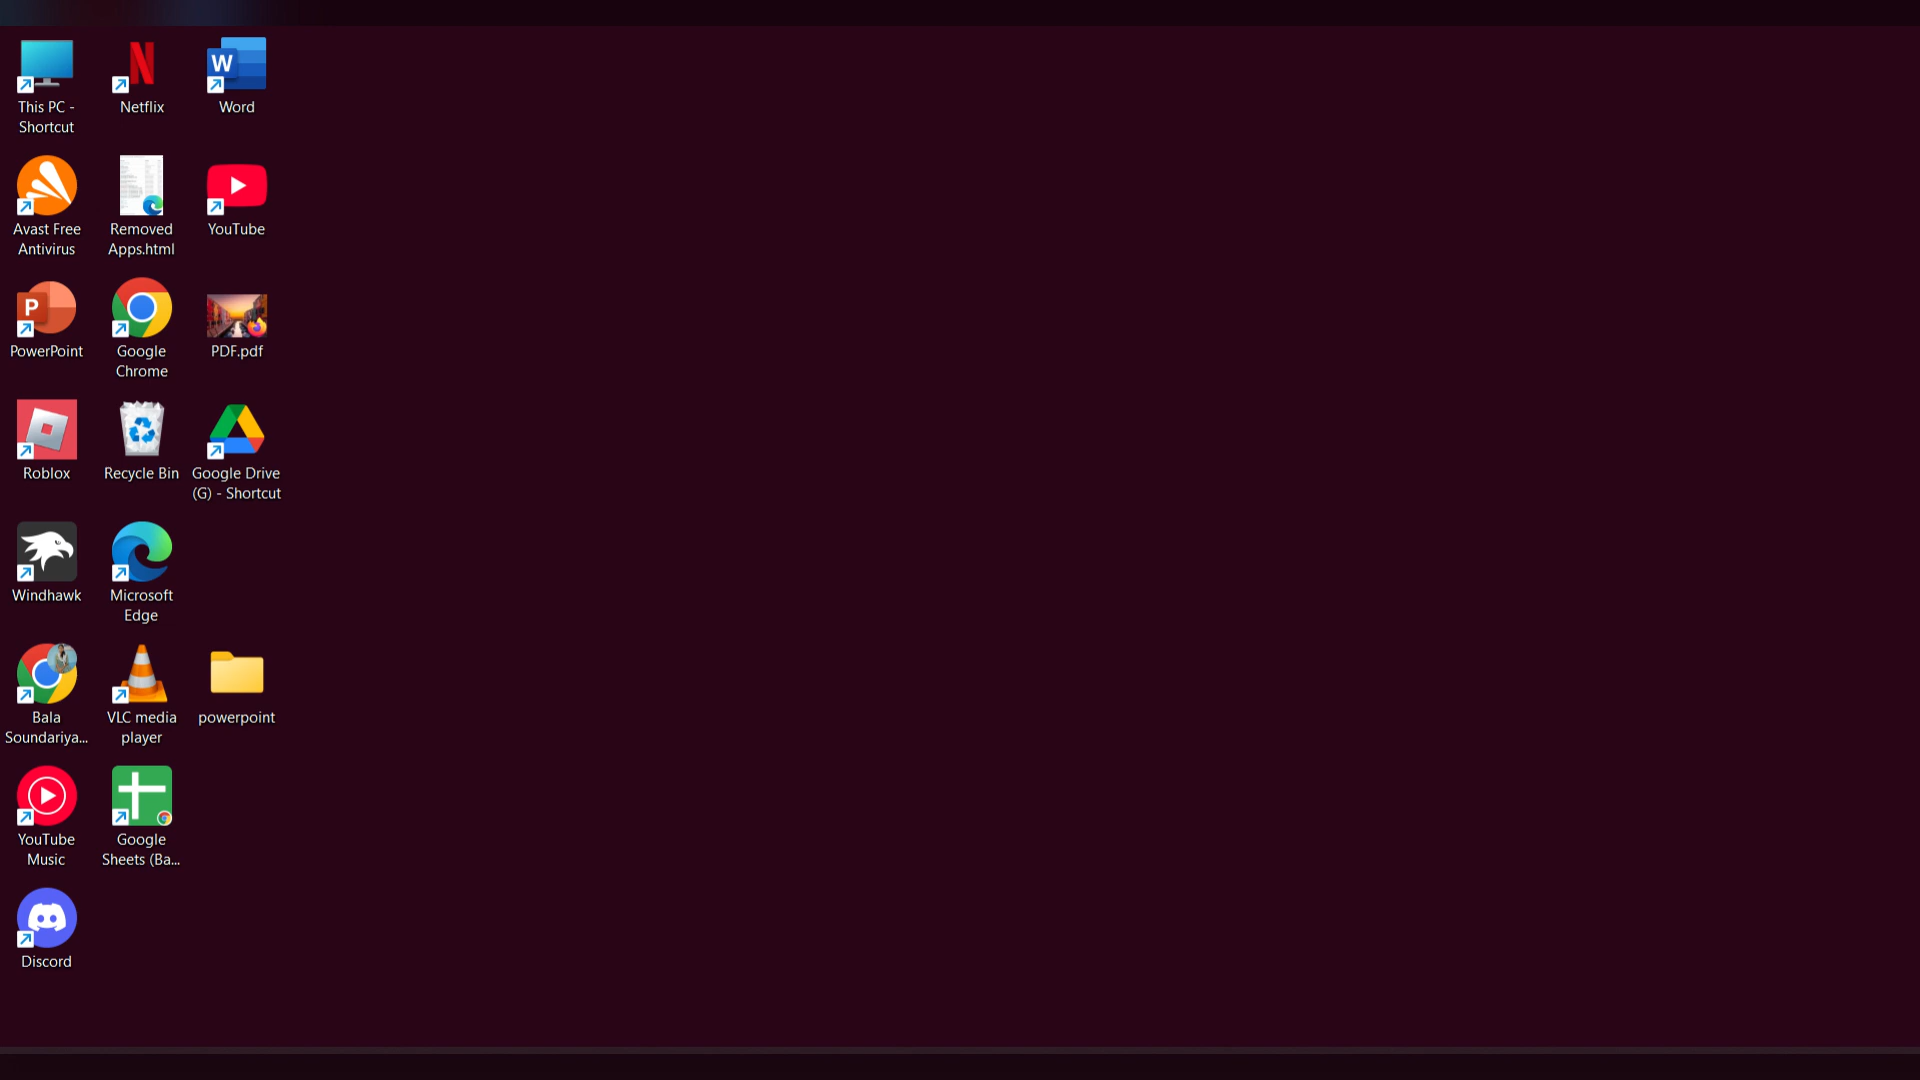 This PC -
Shortcut
Netflix
Word
Avast Free
Antivirus
Removed
Apps.html
YouTube
PowerPoint
Google
Chrome
PDF.pdf
Roblox
Recycle Bin
Google Drive
(G) - Shortcut
Windhawk
Microsoft
Edge
Bala
Soundariya...
VLC media
player
powerpoint
YouTube
Music
Google
Sheets (Ba...
Discord